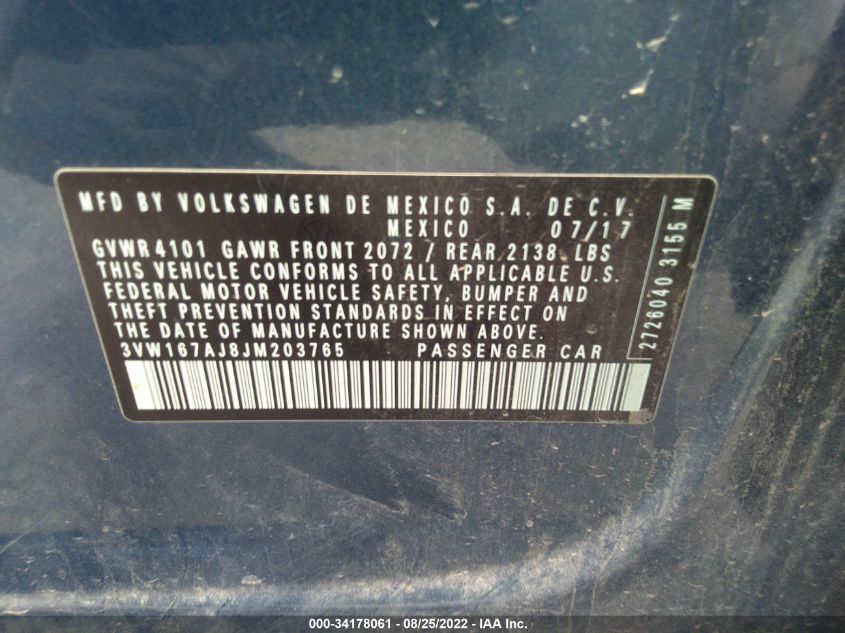 MFD BY VOLKSWAGEN DE MEXICO S.A. DE C.V.
MEXICO 07/17
GVWR 4101 GAWR FRONT 2072 / REAR 2138 LBS
THIS VEHICLE CONFORMS TO ALL APPLICABLE U.S.
FEDERAL MOTOR VEHICLE SAFETY, BUMPER AND
THEFT PREVENTION STANDARDS IN EFFECT ON
THE DATE OF MANUFACTURE SHOWN ABOVE.
3VW167AJ8JM203765 PASSENGER CAR
2726040 3155 M
000-34178061 - 08/25/2022 - IAA Inc.